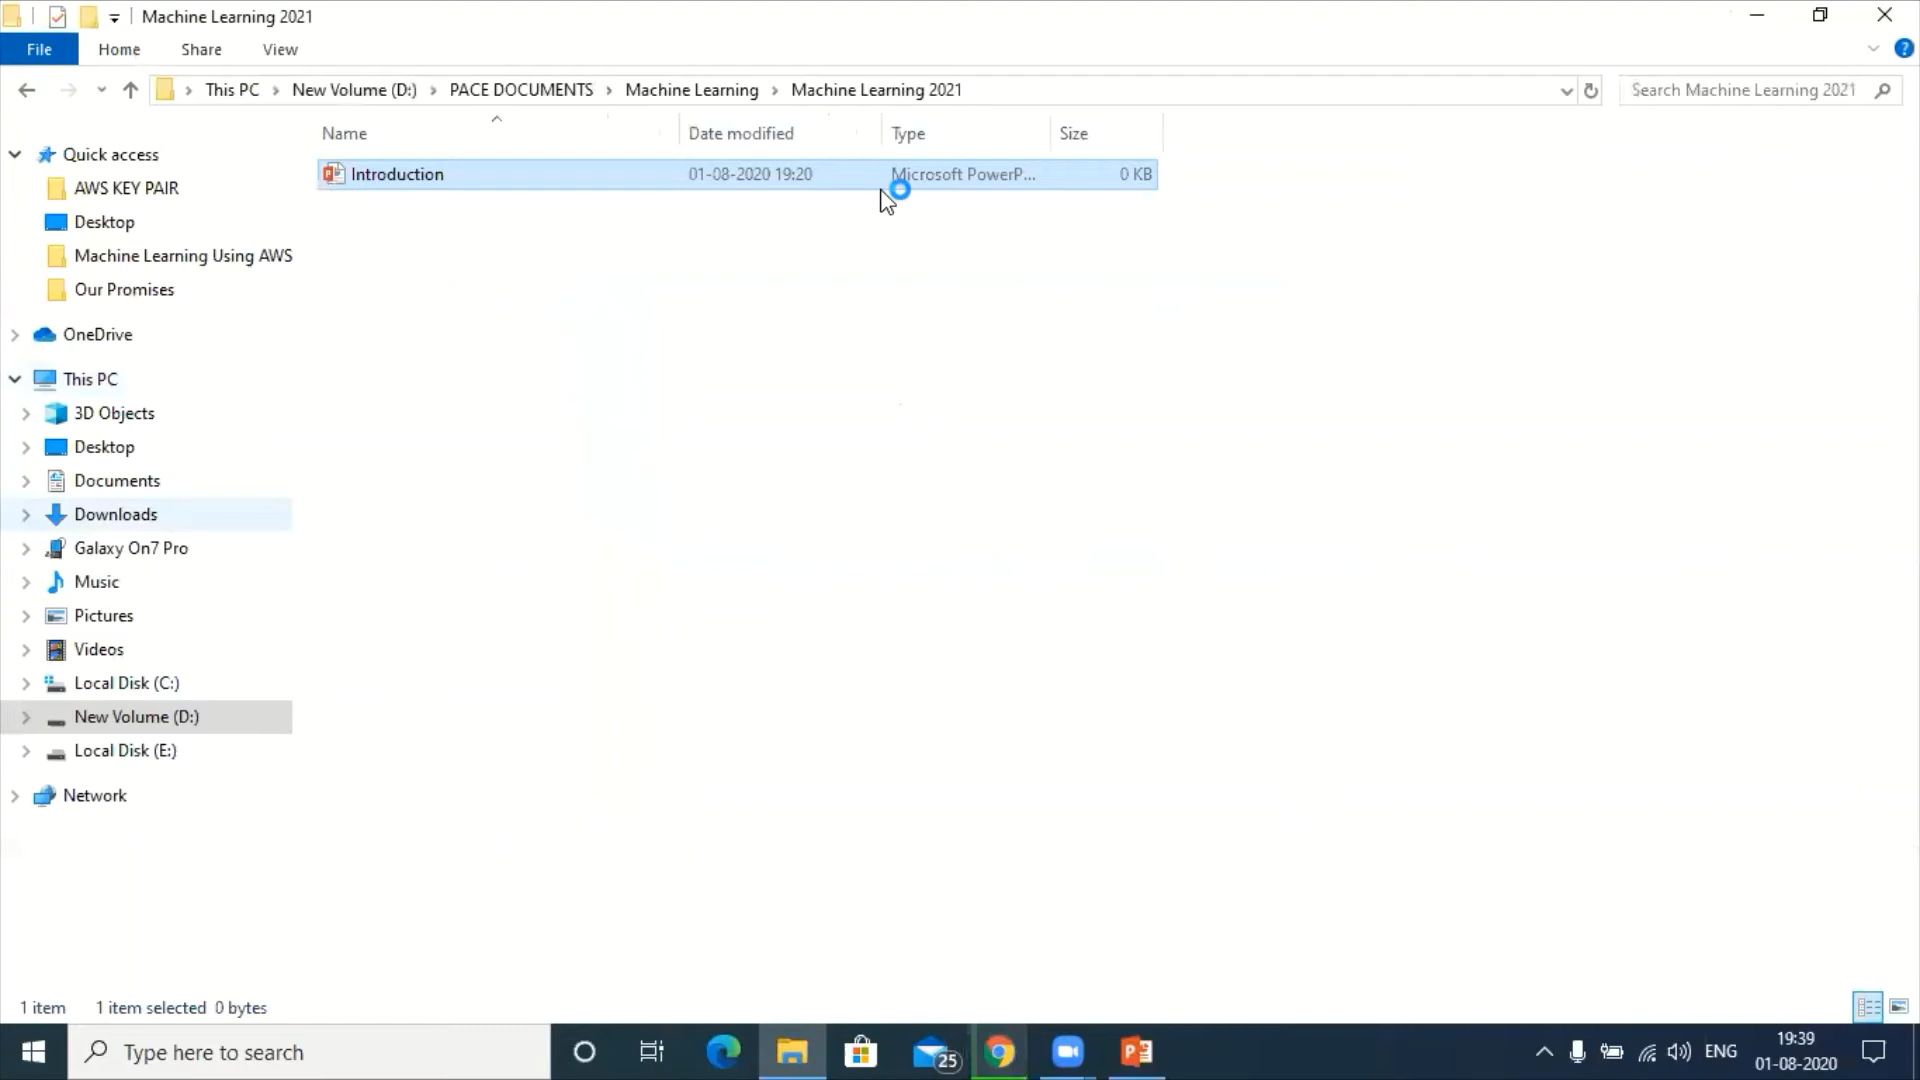 Machine Learning 2021
File Home Share View
This PC New Volume (D:) PACE DOCUMENTS Machine Learning Machine Learning 2021
Search Machine Learning 2021
Name Date modified Type Size
Introduction 01-08-2020 19:20 Microsoft PowerP... 0 KB
Quick access
AWS KEY PAIR
Desktop
Machine Learning Using AWS
Our Promises
OneDrive
This PC
3D Objects
Desktop
Documents
Downloads
Galaxy On7 Pro
Music
Pictures
Videos
Local Disk (C:)
New Volume (D:)
Local Disk (E:)
Network
1 item 1 item selected 0 bytes
Type here to search
25
ENG
19:39
01-08-2020